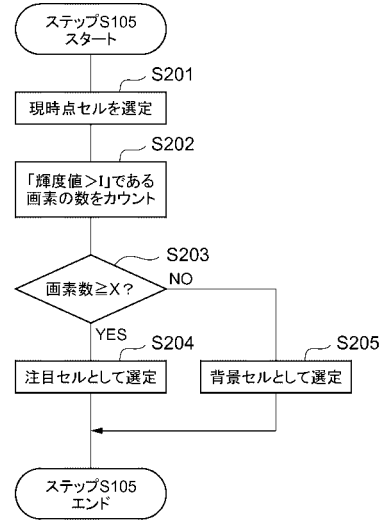 ステップS105
スタート
S201
現時点セルを選定
S202
「輝度値＞I」である
画素の数をカウント
S203
画素数≧X？
NO
YES
S204
注目セルとして選定
S205
背景セルとして選定
ステップS105
エンド